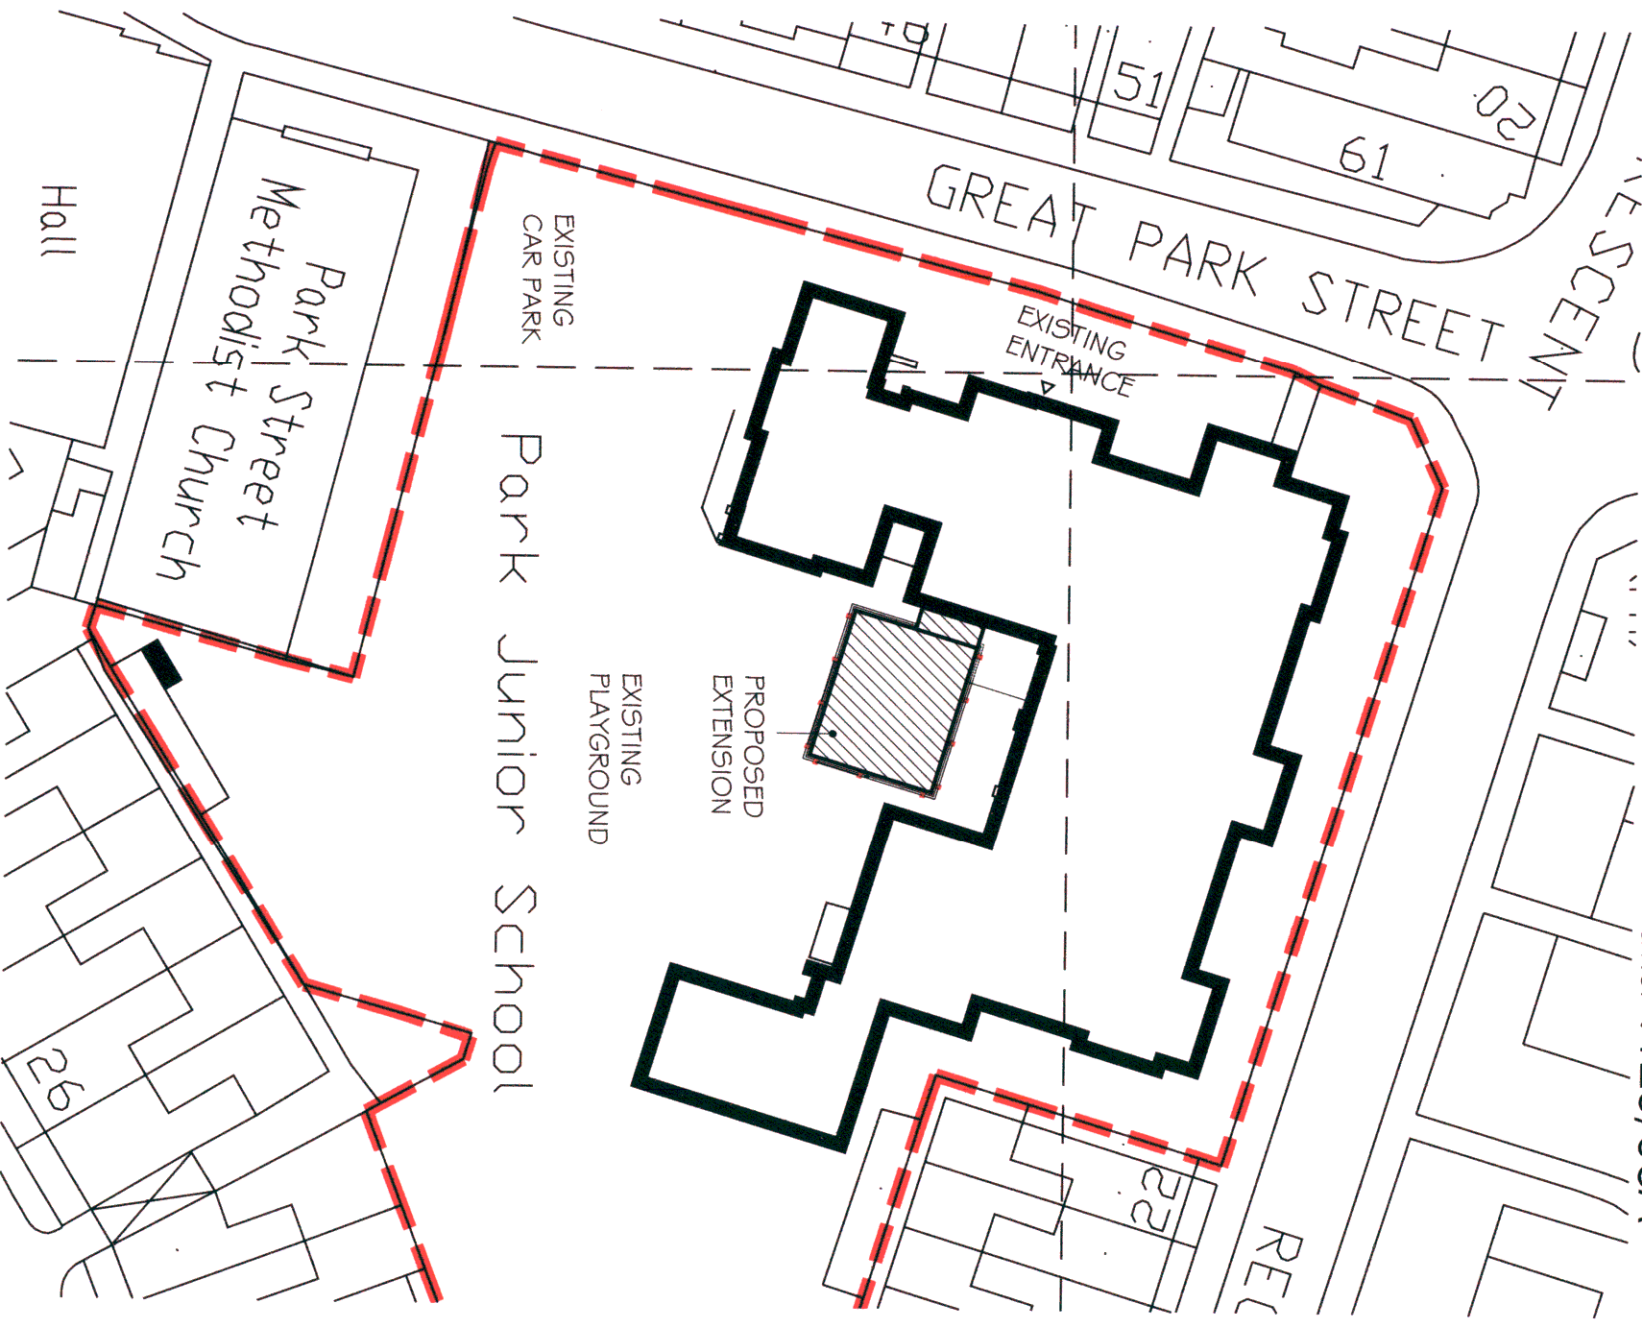 51
61
20
GREAT PARK STREET
EXISTING
ENTRANCE
EXISTING
CAR PARK
Hall
Park Street
Methodist Church
Park Junior School
PROPOSED
EXTENSION
EXISTING
PLAYGROUND
26
22